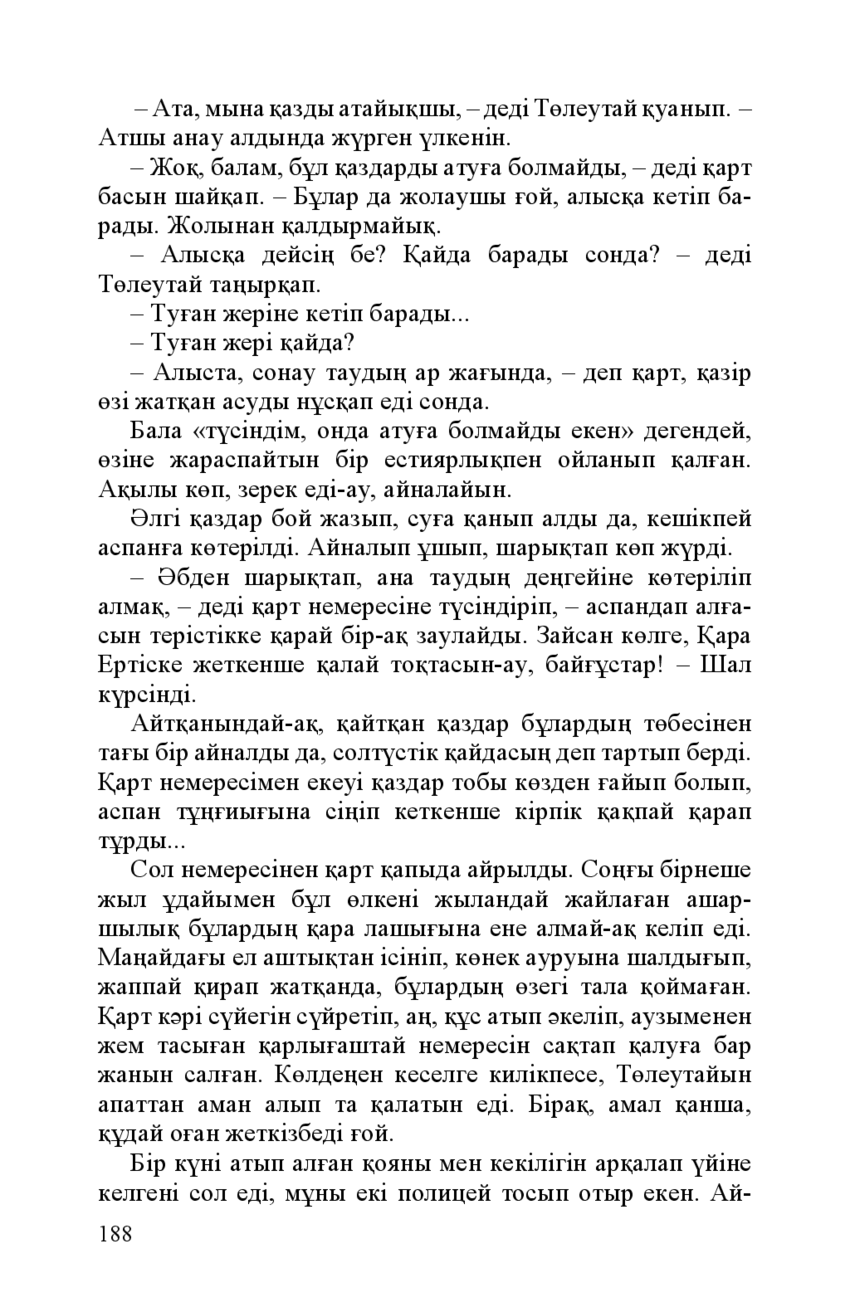 – Ата, мына қазды атайықшы, – деді Төлеутай қуанып. –
Атшы анау алдында жүрген үлкенін.
– Жоқ, балам, бұл қаздарды атуға болмайды, – деді қарт
басын шайқап. – Бұлар да жолаушы ғой, алысқа кетіп ба-
рады. Жолынан қалдырмайық.
– Алысқа дейсің бе? Қайда барады сонда? – деді
Төлеутай таңырқап.
– Туған жеріне кетіп барады...
– Туған жері қайда?
– Алыста, сонау таудың ар жағында, – деп қарт, қазір
өзі жатқан асуды нұсқап еді сонда.
Бала «түсіндім, онда атуға болмайды екен» дегендей,
өзіне жараспайтын бір естиярлықпен ойланып қалған.
Ақылы көп, зерек еді-ау, айналайын.
Әлгі қаздар бой жазып, суға қанып алды да, кешікпей
аспанға көтерілді. Айналып ұшып, шарықтап көп жүрді.
– Әбден шарықтап, ана таудың деңгейіне көтеріліп
алмақ, – деді қарт немересіне түсіндіріп, – аспандап алға-
сын терістікке қарай бір-ақ заулайды. Зайсан көлге, Қара
Ертіске жеткенше қалай тоқтасын-ау, байғұстар! – Шал
күрсінді.
Айтқанындай-ақ, қайтқан қаздар бұлардың төбесінен
тағы бір айналды да, солтүстік қайдасың деп тартып берді.
Қарт немересімен екеуі қаздар тобы көзден ғайып болып,
аспан тұңғиығына сіңіп кеткенше кірпік қақпай қарап
тұрды...
Сол немересінен қарт қапыда айрылды. Соңғы бірнеше
жыл ұдайымен бұл өлкені жыландай жайлаған ашар-
шылық бұлардың қара лашығына ене алмай-ақ келіп еді.
Маңайдағы ел аштықтан ісініп, көнек ауруына шалдығып,
жаппай қирап жатқанда, бұлардың өзегі тала қоймаған.
Қарт кәрі сүйегін сүйретіп, аң, құс атып әкеліп, аузыменен
жем тасыған қарлығаштай немересін сақтап қалуға бар
жанын салған. Көлдеңен кеселге килікпесе, Төлеутайын
апаттан аман алып та қалатын еді. Бірақ, амал қанша,
құдай оған жеткізбеді ғой.
Бір күні атып алған қояны мен кекілігін арқалап үйіне
келгені сол еді, мұны екі полицей тосып отыр екен. Ай-
188